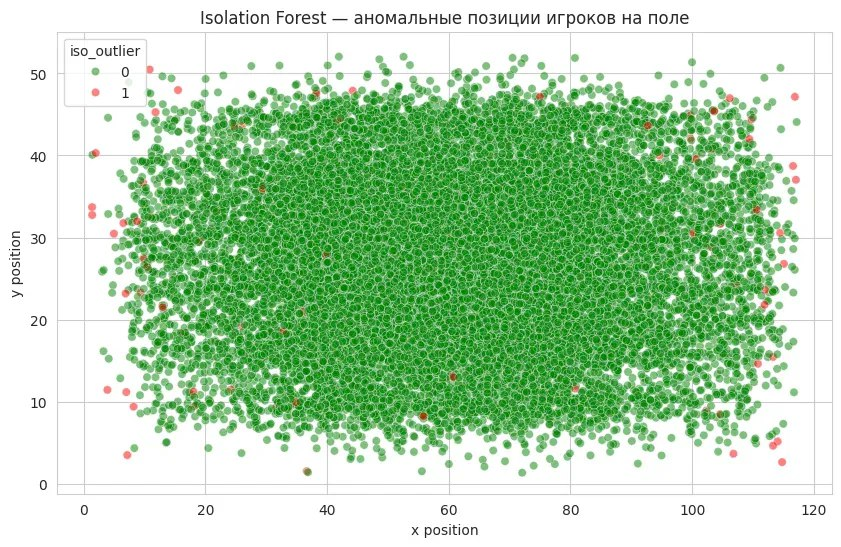 Isolation Forest — аномальные позиции игроков на поле
iso_outlier
0
1
50
40
30
20
10
0
y position
0 20 40 60 80 100 120
x position